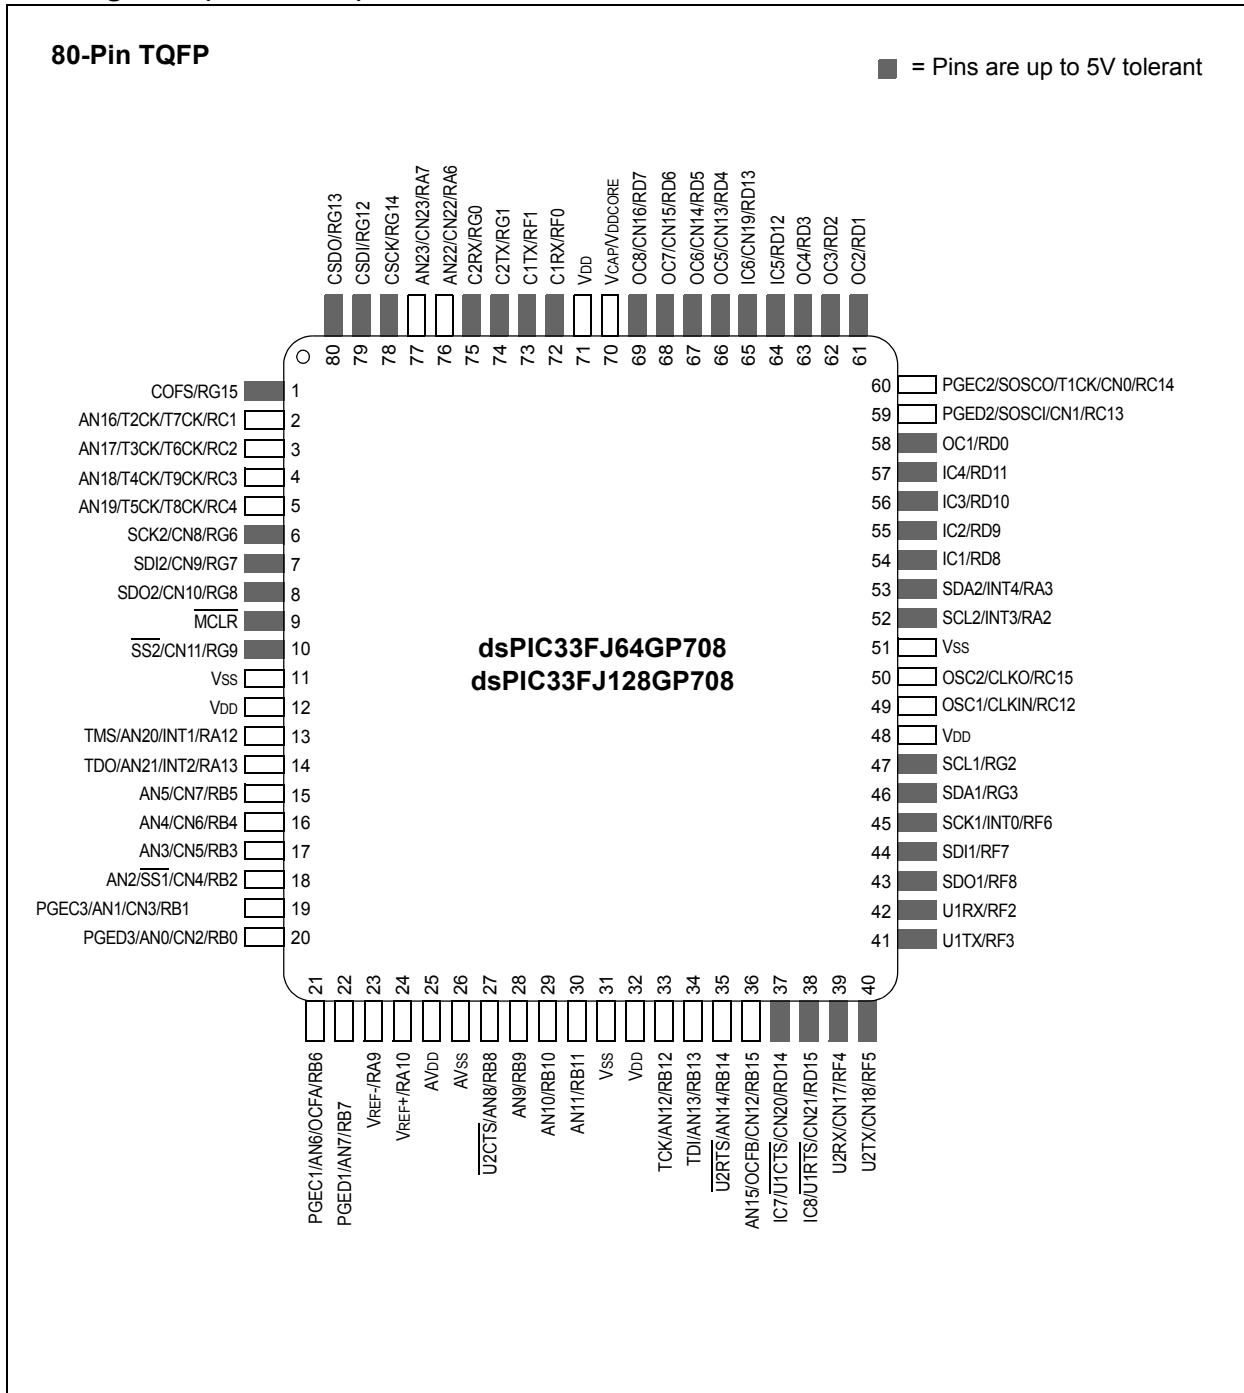 80-Pin TQFP
= Pins are up to 5V tolerant
CSDO/RG13
CSDI/RG12
CSCK/RG14
AN23/CN23/RA7
AN22/CN22/RA6
C2RX/RG0
C2TX/RG1
C1TX/RF1
C1RX/RF0
VDD
VCAP/VDDCORE
OC8/CN16/RD7
OC7/CN15/RD6
OC6/CN14/RD5
OC5/CN13/RD4
IC6/CN19/RD13
IC5/RD12
OC4/RD3
OC3/RD2
OC2/RD1
80
79
78
77
76
75
74
73
72
71
70
69
68
67
66
65
64
63
62
61
COFS/RG15 1
AN16/T2CK/T7CK/RC1 2
AN17/T3CK/T6CK/RC2 3
AN18/T4CK/T9CK/RC3 4
AN19/T5CK/T8CK/RC4 5
SCK2/CN8/RG6 6
SDI2/CN9/RG7 7
SDO2/CN10/RG8 8
MCLR 9
SS2/CN11/RG9 10
VSS 11
VDD 12
TMS/AN20/INT1/RA12 13
TDO/AN21/INT2/RA13 14
AN5/CN7/RB5 15
AN4/CN6/RB4 16
AN3/CN5/RB3 17
AN2/SS1/CN4/RB2 18
PGEC3/AN1/CN3/RB1 19
PGED3/AN0/CN2/RB0 20
dsPIC33FJ64GP708
dsPIC33FJ128GP708
60 PGEC2/SOSCO/T1CK/CN0/RC14
59 PGED2/SOSCI/CN1/RC13
58 OC1/RD0
57 IC4/RD11
56 IC3/RD10
55 IC2/RD9
54 IC1/RD8
53 SDA2/INT4/RA3
52 SCL2/INT3/RA2
51 VSS
50 OSC2/CLKO/RC15
49 OSC1/CLKIN/RC12
48 VDD
47 SCL1/RG2
46 SDA1/RG3
45 SCK1/INT0/RF6
44 SDI1/RF7
43 SDO1/RF8
42 U1RX/RF2
41 U1TX/RF3
21
22
23
24
25
26
27
28
29
30
31
32
33
34
35
36
37
38
39
40
PGEC1/AN6/OCFA/RB6
PGED1/AN7/RB7
VREF-/RA9
VREF+/RA10
AVDD
AVSS
U2CTS/AN8/RB8
AN9/RB9
AN10/RB10
AN11/RB11
VSS
VDD
TCK/AN12/RB12
TDI/AN13/RB13
U2RTS/AN14/RB14
AN15/OCFB/CN12/RB15
IC7/U1CTS/CN20/RD14
IC8/U1RTS/CN21/RD15
U2RX/CN17/RF4
U2TX/CN18/RF5